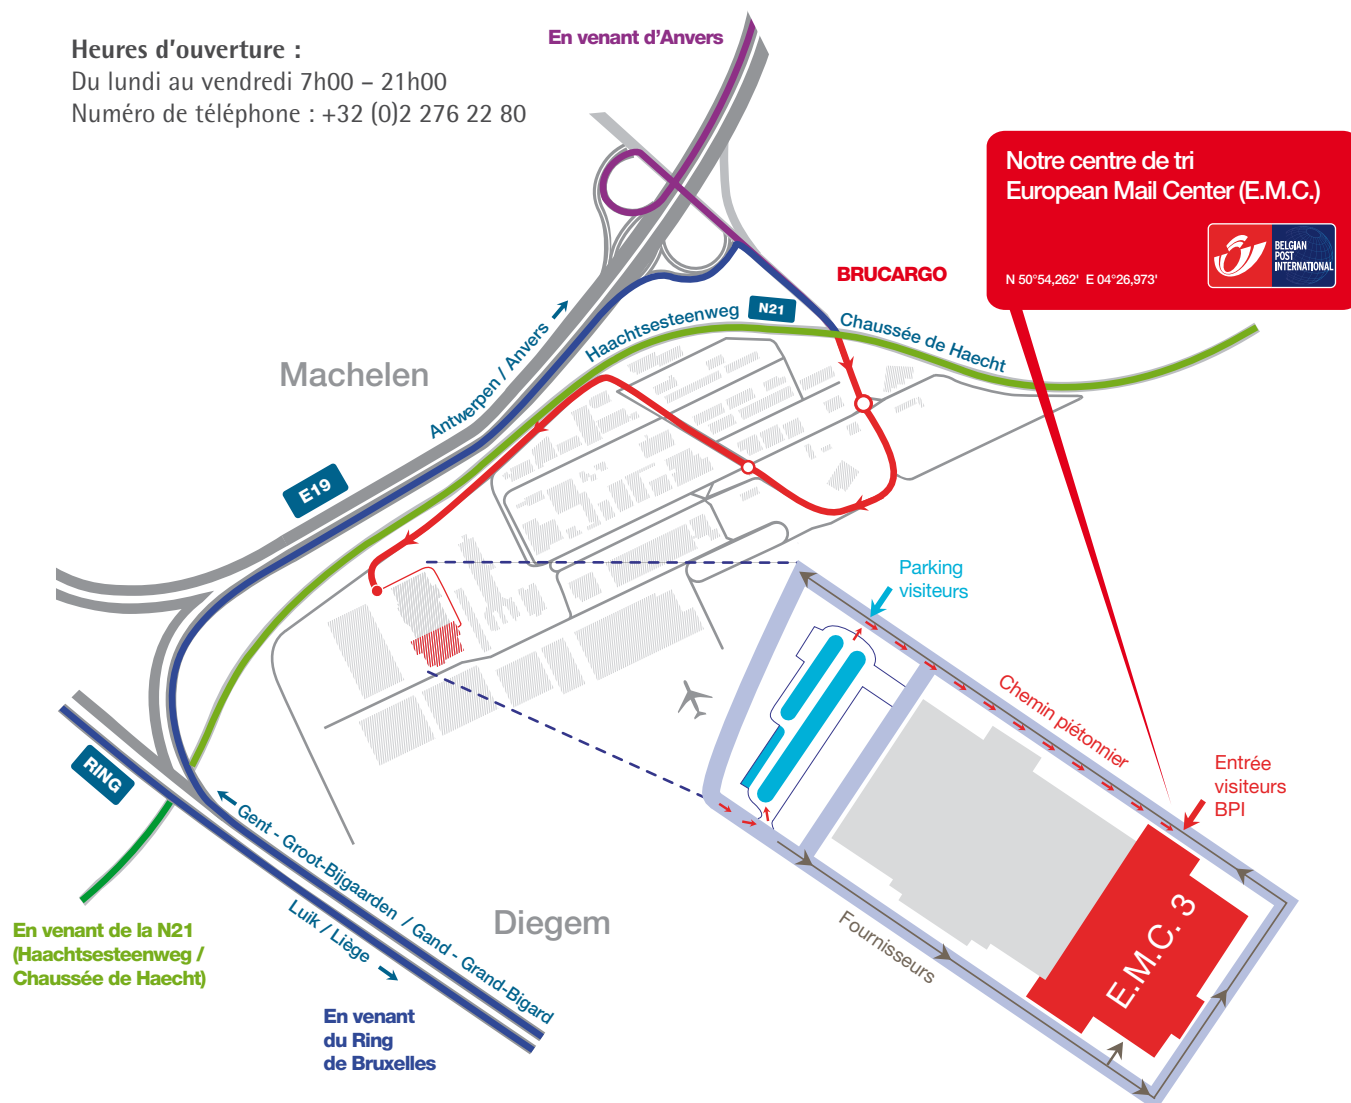 Heures d'ouverture :
Du lundi au vendredi 7h00 – 21h00
Numéro de téléphone : +32 (0)2 276 22 80
En venant d'Anvers
Notre centre de tri
European Mail Center (E.M.C.)
BELGIAN
POST
INTERNATIONAL
N 50°54,262' E 04°26,973'
BRUCARGO
Haachtsesteenweg
N21
Chaussée de Haecht
Machelen
Antwerpen / Anvers
E19
Parking
visiteurs
Chemin piétonnier
Entrée
visiteurs
BPI
RING
Gent - Groot-Bijgaarden / Gand - Grand-Bigard
Luik / Liège
Diegem
Fournisseurs
E.M.C. 3
En venant de la N21
(Haachtsesteenweg /
Chaussée de Haecht)
En venant
du Ring
de Bruxelles